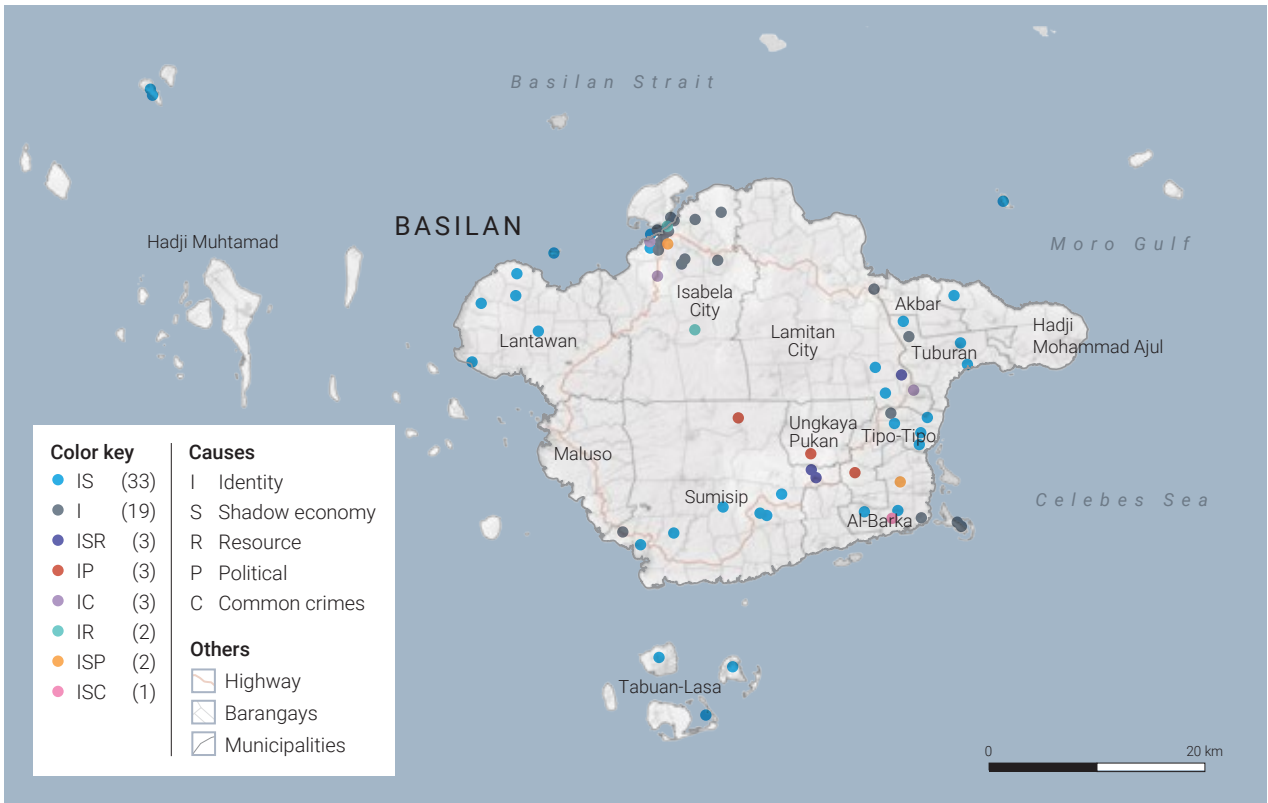 Basilan Strait
BASILAN
Hadji Muhtamad
Moro Gulf
Isabela
City
Akbar
Lantawan
Lamitan
City
Hadji
Mohammad Ajul
Tuburan
Ungkaya
Pukan
Tipo-Tipo
Maluso
Sumisip
Al-Barka
Celebes Sea
Tabuan-Lasa
Color key
IS (33)
I (19)
ISR (3)
IP (3)
IC (3)
IR (2)
ISP (2)
ISC (1)
Causes
I Identity
S Shadow economy
R Resource
P Political
C Common crimes
Others
Highway
Barangays
Municipalities
0 20 km